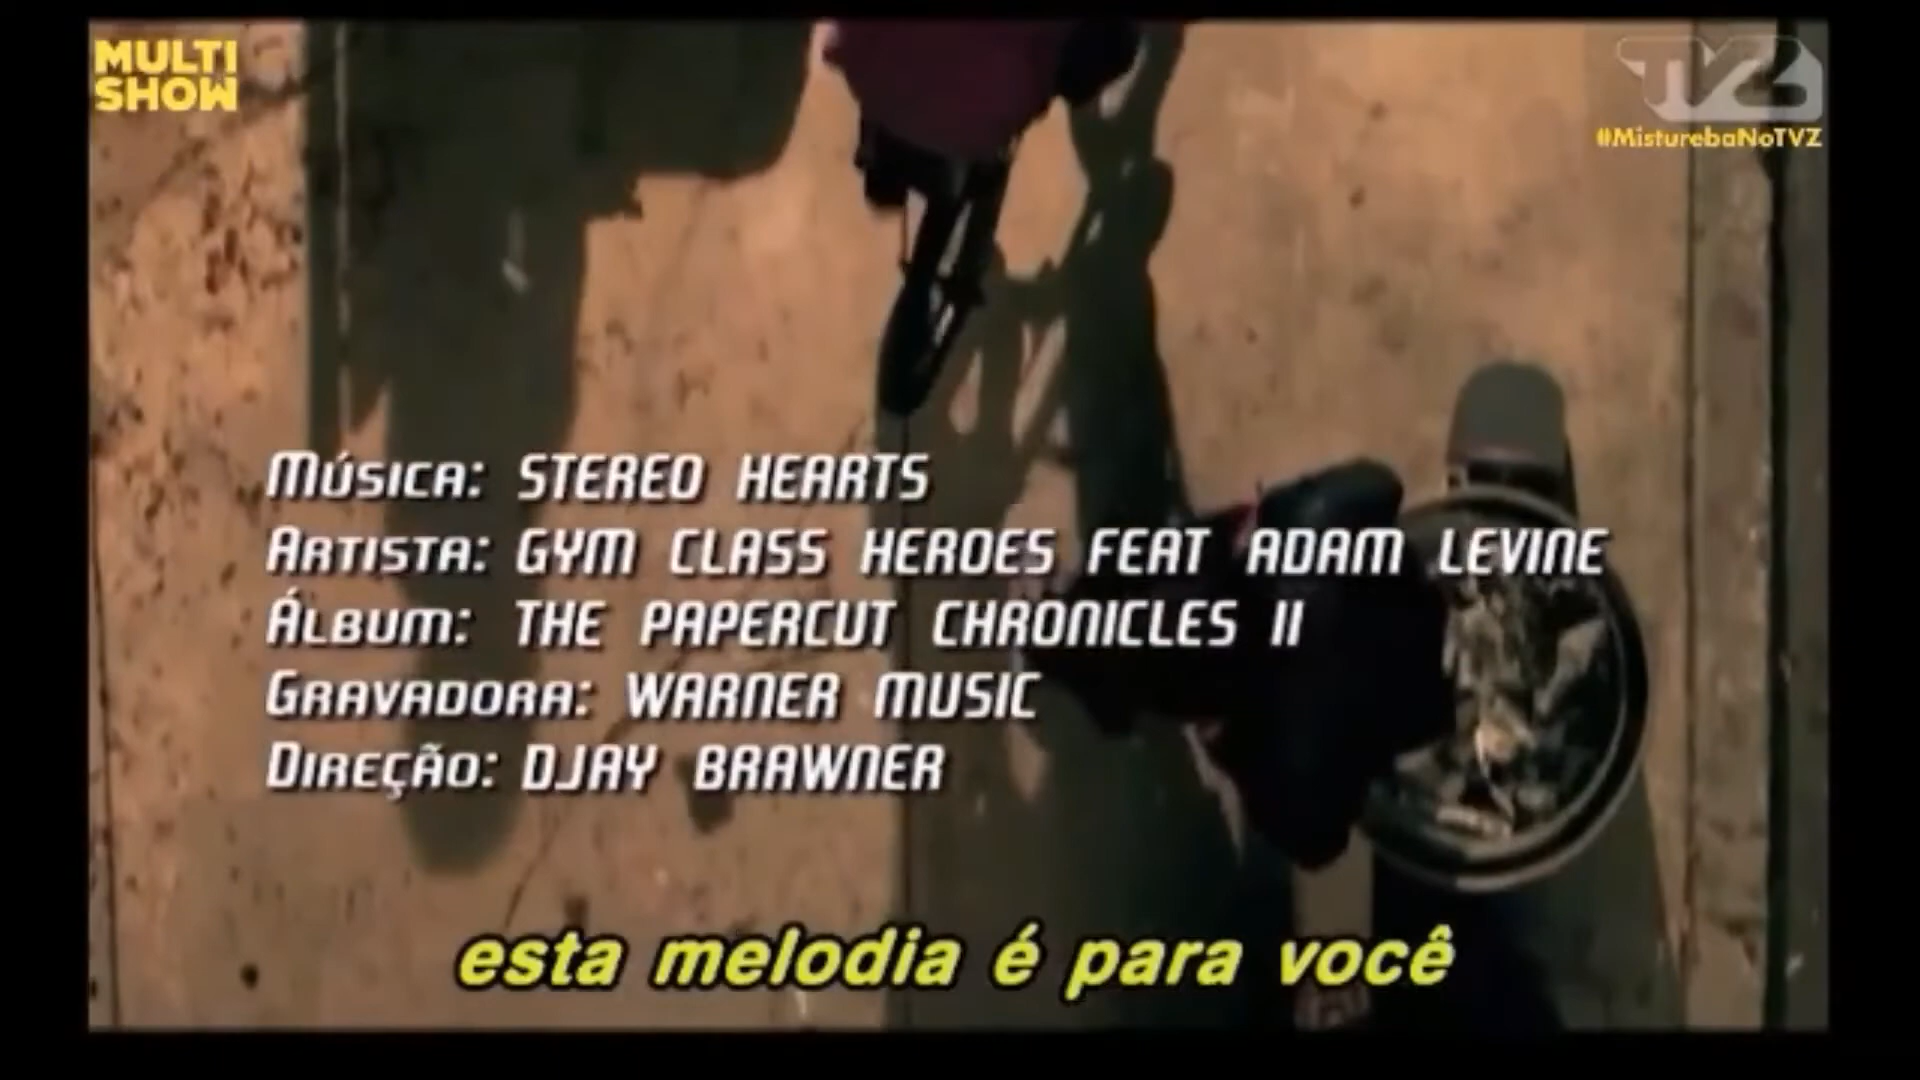 MULTI
SHOW
TVZ
#MisturebaNoTVZ
Música: STEREO HEARTS
Artista: GYM CLASS HEROES FEAT ADAM LEVINE
Álbum: THE PAPERCUT CHRONICLES II
Gravadora: WARNER MUSIC
Direção: DJAY BRAWNER
esta melodia é para você